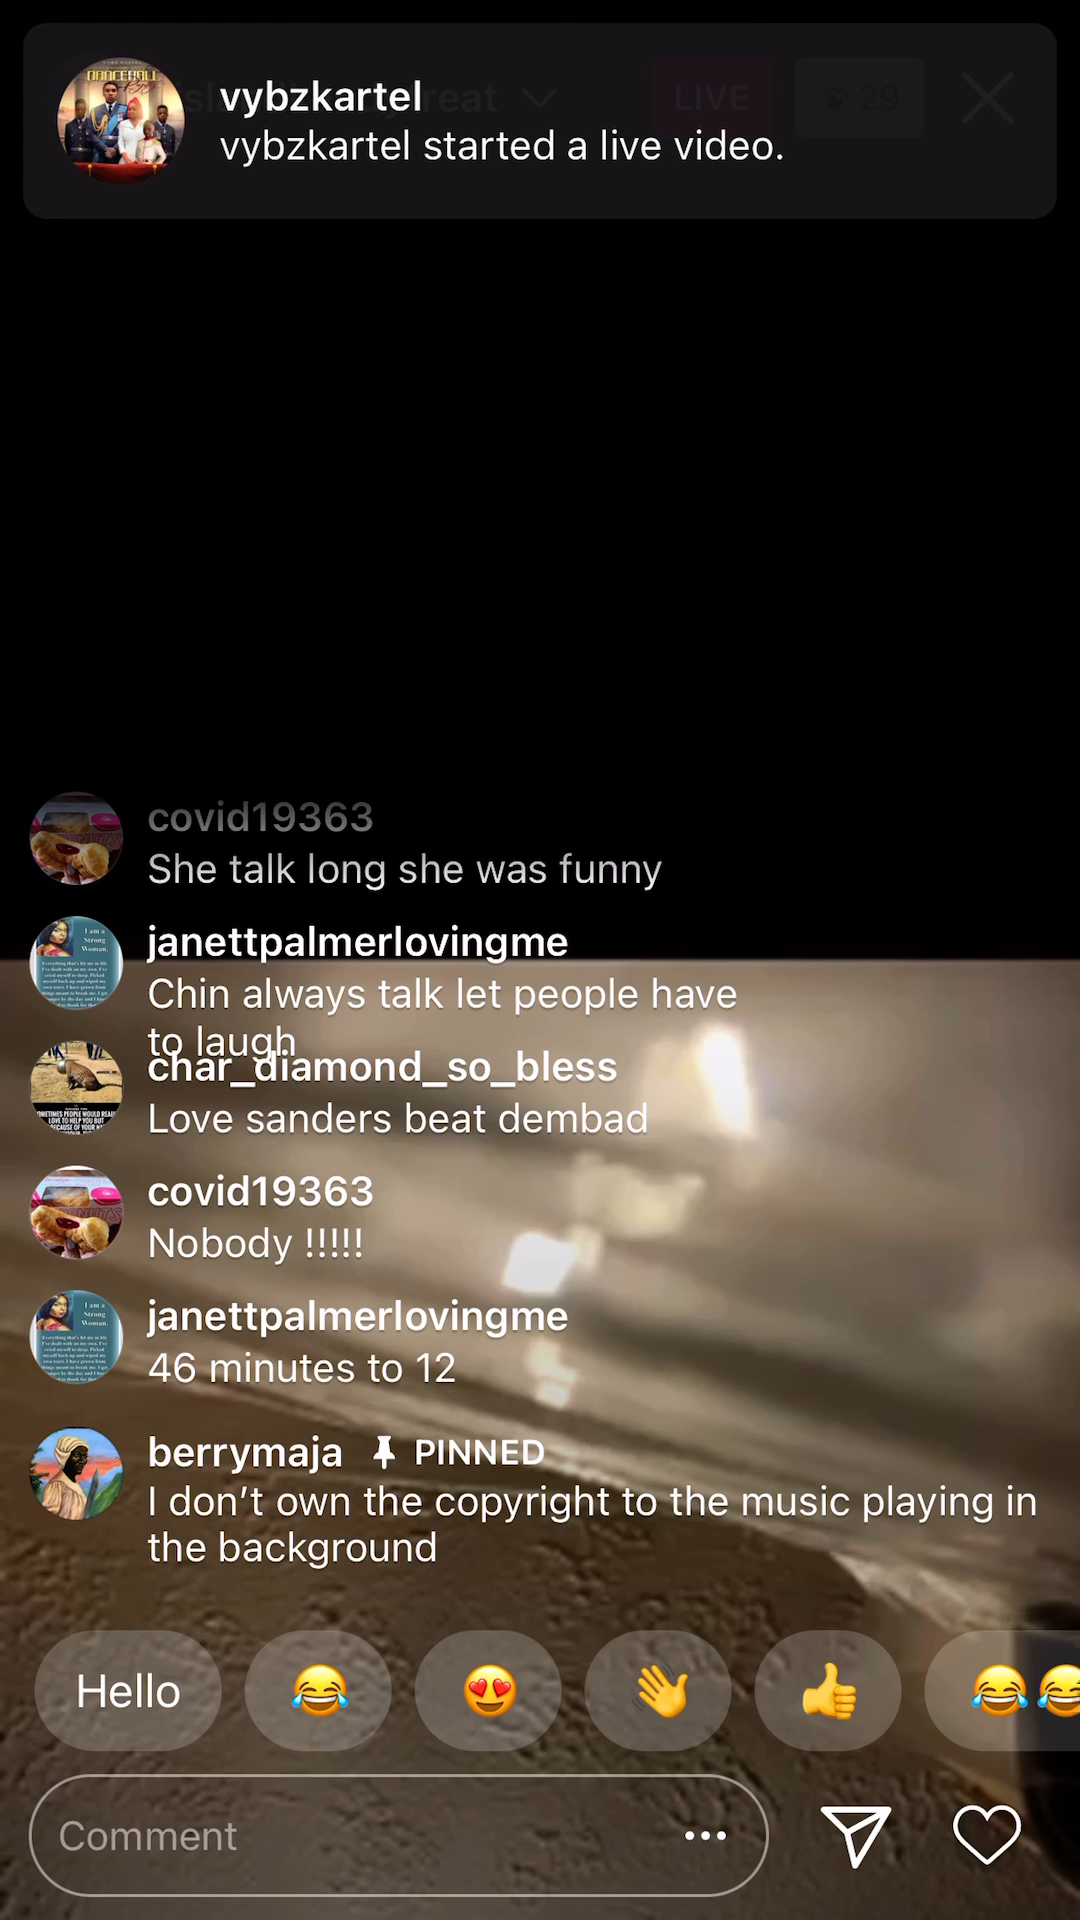 vybzkartel
vybzkartel started a live video.
LIVE
29
covid19363
She talk long she was funny
janettpalmerlovingme
Chin always talk let people have
to laugh
char_diamond_so_bless
Love sanders beat dembad
covid19363
Nobody !!!!!
janettpalmerlovingme
46 minutes to 12
berrymaja PINNED
I don’t own the copyright to the music playing in
the background
Hello
Comment